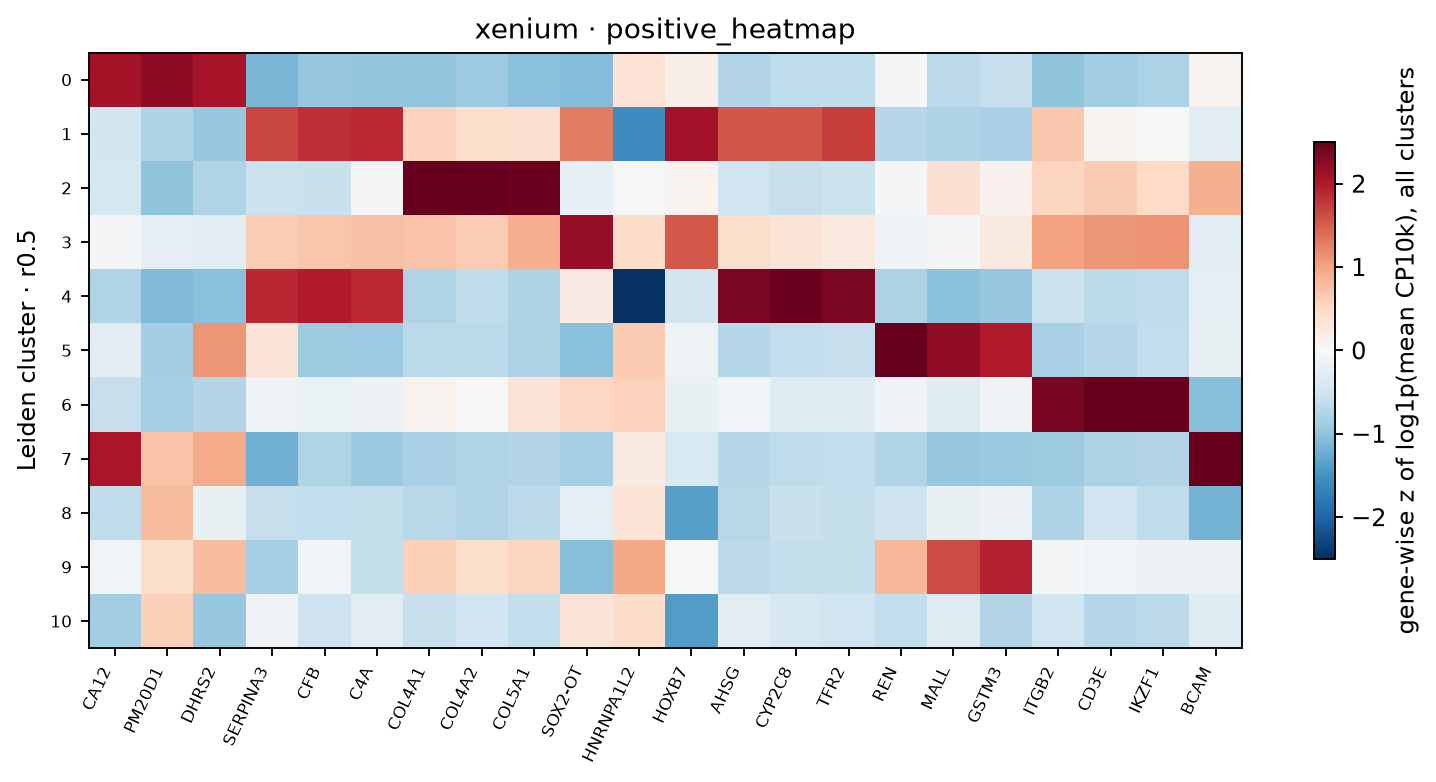 xenium · positive_heatmap
Leiden cluster · r0.5
0
1
2
3
4
5
6
7
8
9
10
CA12
PM20D1
DHRS2
SERPINA3
CFB
C4A
COL4A1
COL4A2
COL5A1
SOX2-OT
HNRNPA1L2
HOXB7
AHSG
CYP2C8
TFR2
REN
MALL
GSTM3
ITGB2
CD3E
IKZF1
BCAM
2
1
0
−1
−2
gene-wise z of log1p(mean CP10k), all clusters